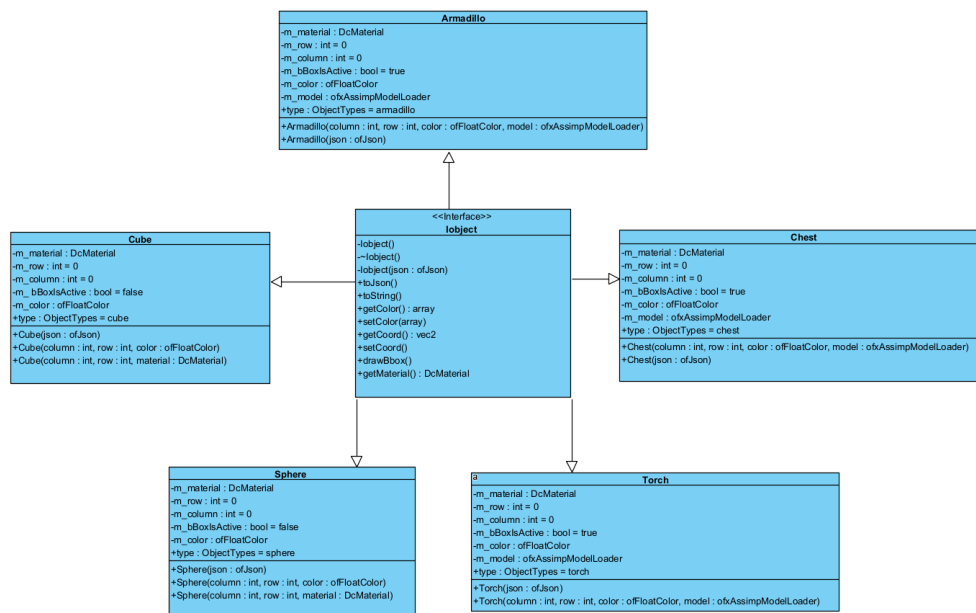 Armadillo
-m_material : DcMaterial
-m_row : int = 0
-m_column : int = 0
-m_bBoxIsActive : bool = true
-m_color : ofFloatColor
-m_model : ofxAssimpModelLoader
+type : ObjectTypes = armadillo
+Armadillo(column : int, row : int, color : ofFloatColor, model : ofxAssimpModelLoader)
+Armadillo(json : ofJson)
<<Interface>>
Iobject
-Iobject()
-~Iobject()
-Iobject(json : ofJson)
+toJson()
+toString()
+getColor() : array
+setColor(array)
+getCoord() : vec2
+setCoord()
+drawBbox()
+getMaterial() : DcMaterial
Cube
-m_material : DcMaterial
-m_row : int = 0
-m_column : int = 0
-m_bBoxIsActive : bool = false
-m_color : ofFloatColor
+type : ObjectTypes = cube
+Cube(json : ofJson)
+Cube(column : int, row : int, color : ofFloatColor)
+Cube(column : int, row : int, material : DcMaterial)
Chest
-m_material : DcMaterial
-m_row : int = 0
-m_column : int = 0
-m_bBoxIsActive : bool = true
-m_color : ofFloatColor
-m_model : ofxAssimpModelLoader
+type : ObjectTypes = chest
+Chest(column : int, row : int, color : ofFloatColor, model : ofxAssimpModelLoader)
+Chest(json : ofJson)
Sphere
-m_material : DcMaterial
-m_row : int = 0
-m_column : int = 0
-m_bBoxIsActive : bool = false
-m_color : ofFloatColor
+type : ObjectTypes = sphere
+Sphere(json : ofJson)
+Sphere(column : int, row : int, color : ofFloatColor)
+Sphere(column : int, row : int, material : DcMaterial)
a
Torch
-m_material : DcMaterial
-m_row : int = 0
-m_column : int = 0
-m_bBoxIsActive : bool = true
-m_color : ofFloatColor
-m_model : ofxAssimpModelLoader
+type : ObjectTypes = torch
+Torch(json : ofJson)
+Torch(column : int, row : int, color : ofFloatColor, model : ofxAssimpModelLoader)